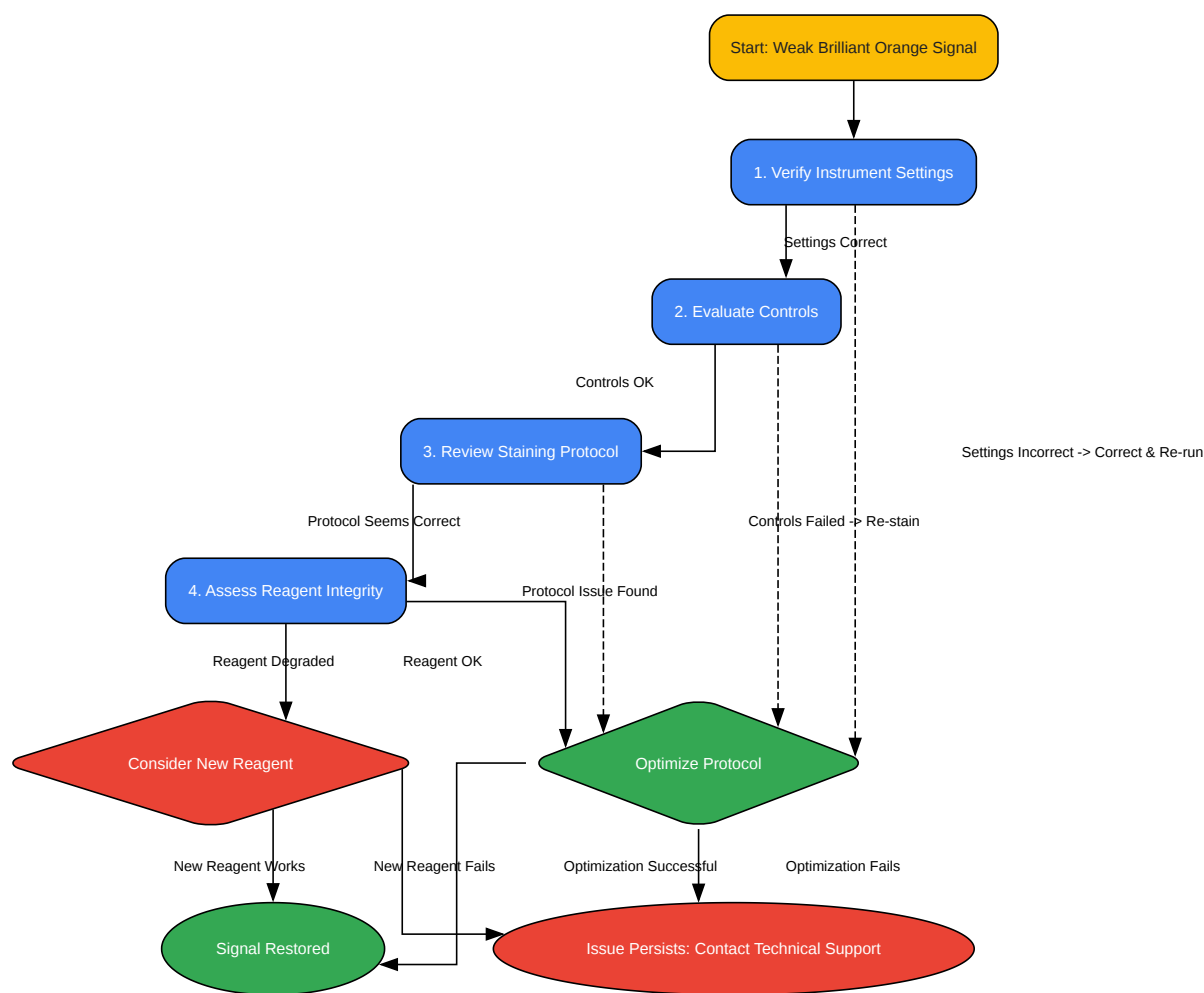 Start: Weak Brilliant Orange Signal
1. Verify Instrument Settings
Settings Correct
2. Evaluate Controls
Controls OK
3. Review Staining Protocol
Settings Incorrect -> Correct & Re-run
Protocol Seems Correct
Controls Failed -> Re-stain
4. Assess Reagent Integrity
Protocol Issue Found
Reagent Degraded
Reagent OK
Consider New Reagent
Optimize Protocol
New Reagent Works
New Reagent Fails
Optimization Successful
Optimization Fails
Signal Restored
Issue Persists: Contact Technical Support